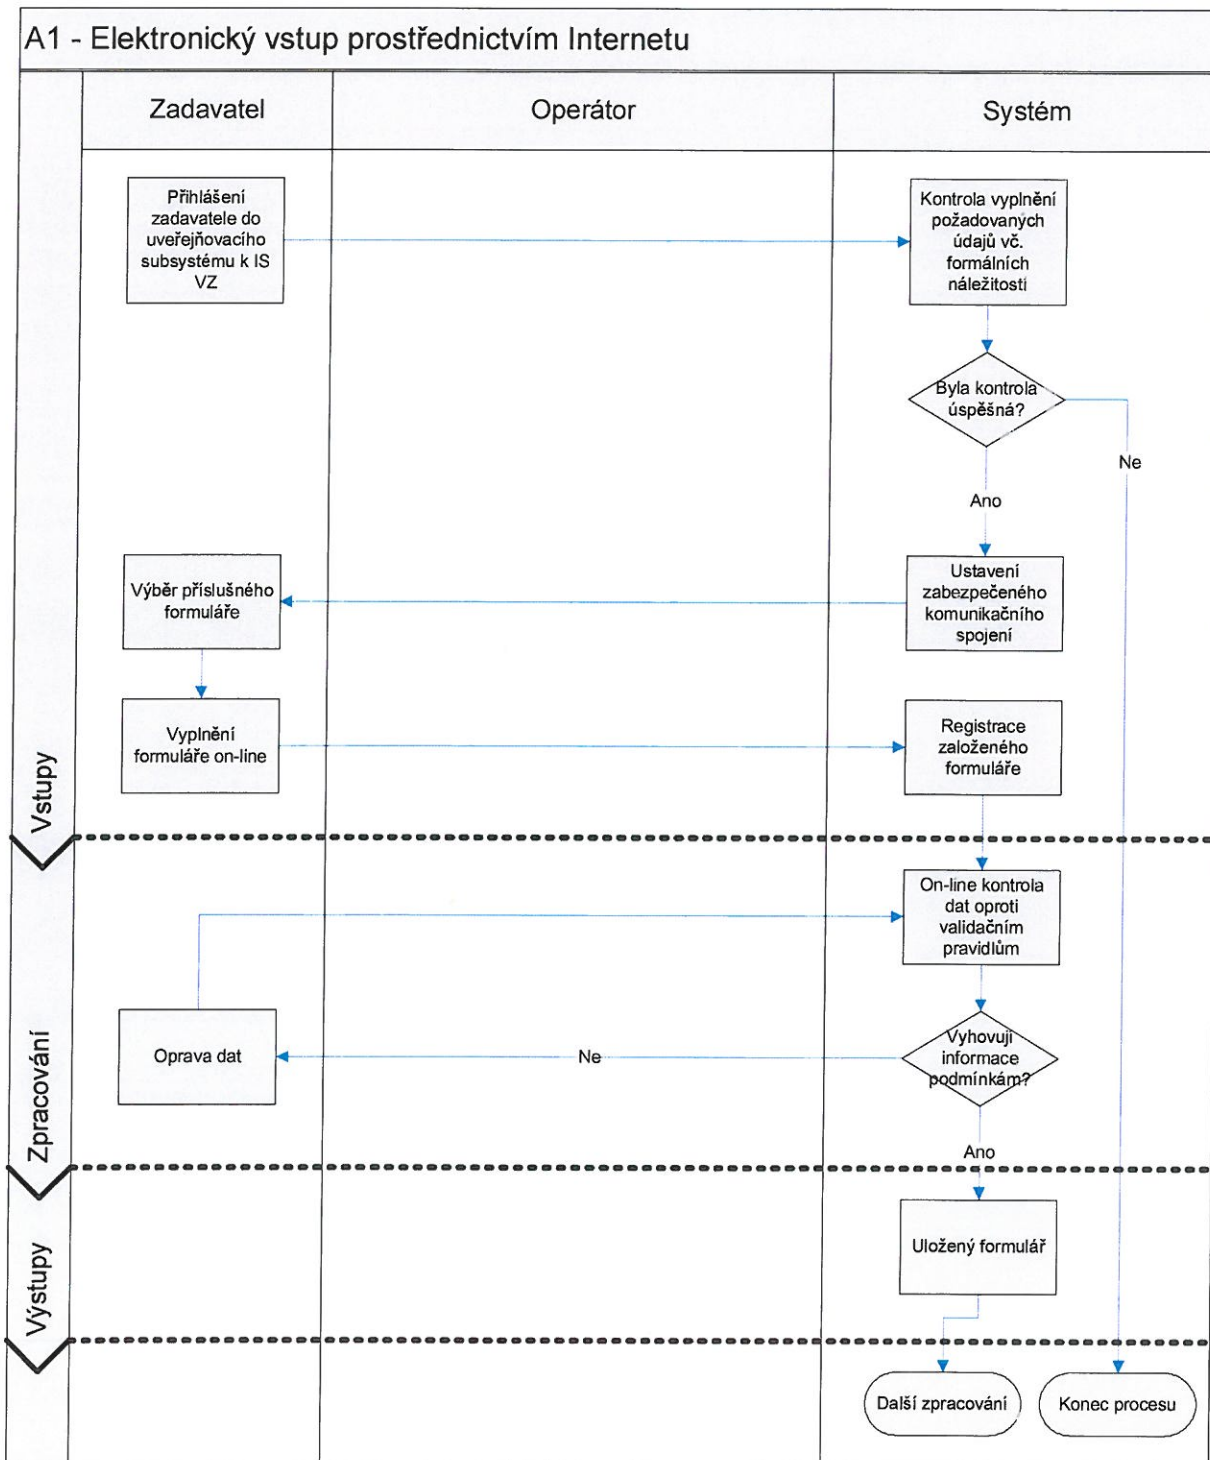 A1 - Elektronický vstup prostřednictvím Internetu
Zadavatel
Operátor
Systém
Přihlášení
zadavatele do
uveřejňovacího
subsystému k IS
VZ
Kontrola vyplnění
požadovaných
údajů vč.
formálních
náležitostí
Byla kontrola
úspěšná?
Ne
Ano
Výběr příslušného
formuláře
Ustavení
zabezpečeného
komunikačního
spojení
Vyplnění
formuláře on-line
Registrace
založeného
formuláře
Vstupy
On-line kontrola
dat oproti
validačním
pravidlům
Oprava dat
Ne
Vyhovují
informace
podmínkám?
Zpracování
Ano
Uložený formulář
Výstupy
Další zpracování
Konec procesu